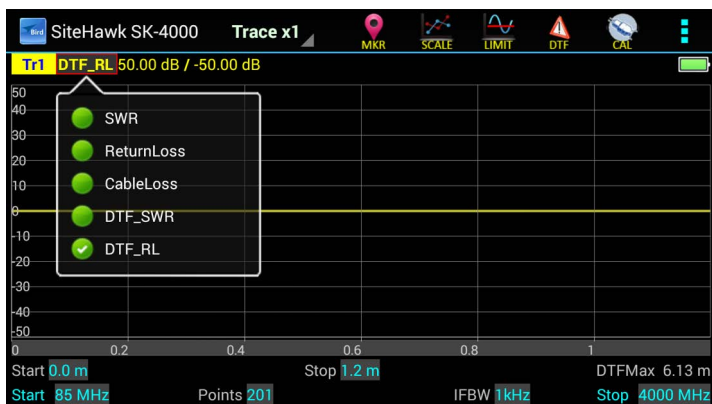 Bird SiteHawk SK-4000 Trace x1 MKR SCALE LIMIT DTF CAL
Tr1 DTF_RL 50.00 dB / -50.00 dB
50
40
30
20
10
0
-10
-20
-30
-40
-50
SWR
ReturnLoss
CableLoss
DTF_SWR
DTF_RL
0 0.2 0.4 0.6 0.8 1
Start 0.0 m Stop 1.2 m DTFMax 6.13 m
Start 85 MHz Points 201 IFBW 1kHz Stop 4000 MHz